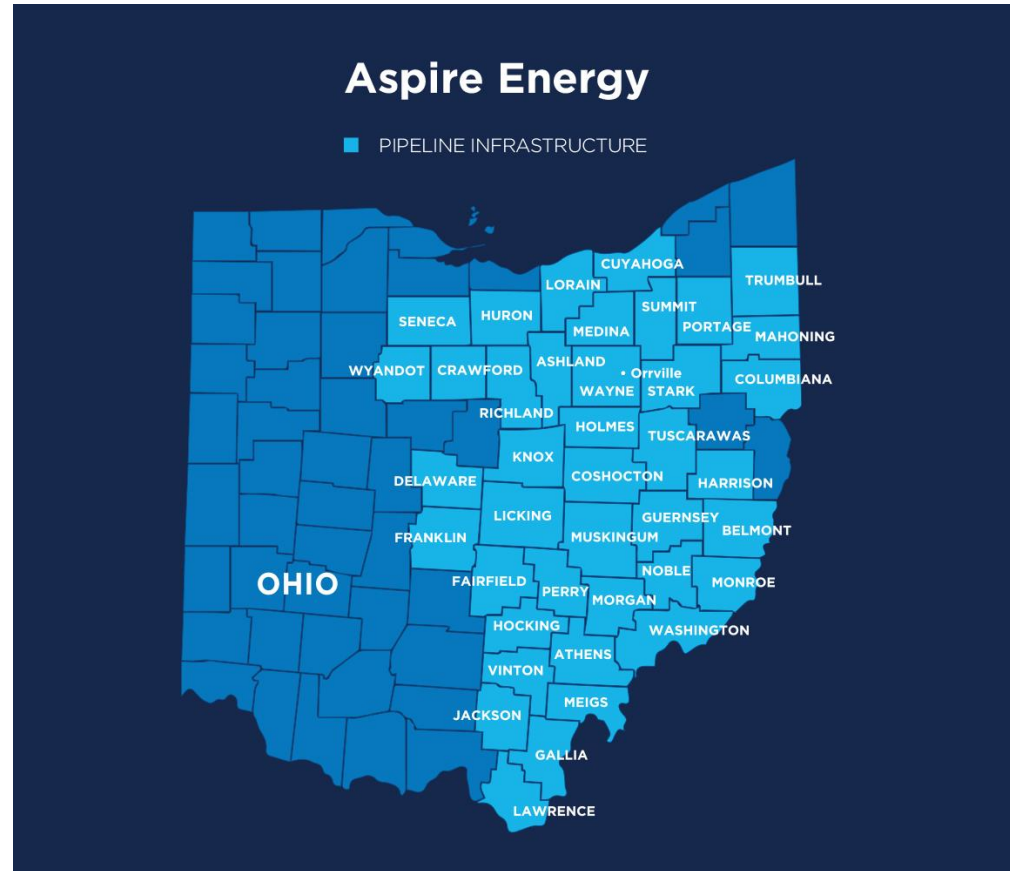 Aspire Energy
PIPELINE INFRASTRUCTURE
CUYAHOGA
LORAIN
TRUMBULL
SUMMIT
HURON
SENECA
PORTAGE
MEDINA
MAHONING
ASHLAND
WYANDOT
CRAWFORD
• Orrville
COLUMBIANA
WAYNE
STARK
RICHLAND
HOLMES
TUSCARAWAS
KNOX
COSHOCTON
DELAWARE
HARRISON
LICKING
GUERNSEY
BELMONT
FRANKLIN
MUSKINGUM
NOBLE
OHIO
FAIRFIELD
MONROE
PERRY
MORGAN
HOCKING
WASHINGTON
ATHENS
VINTON
MEIGS
JACKSON
GALLIA
LAWRENCE